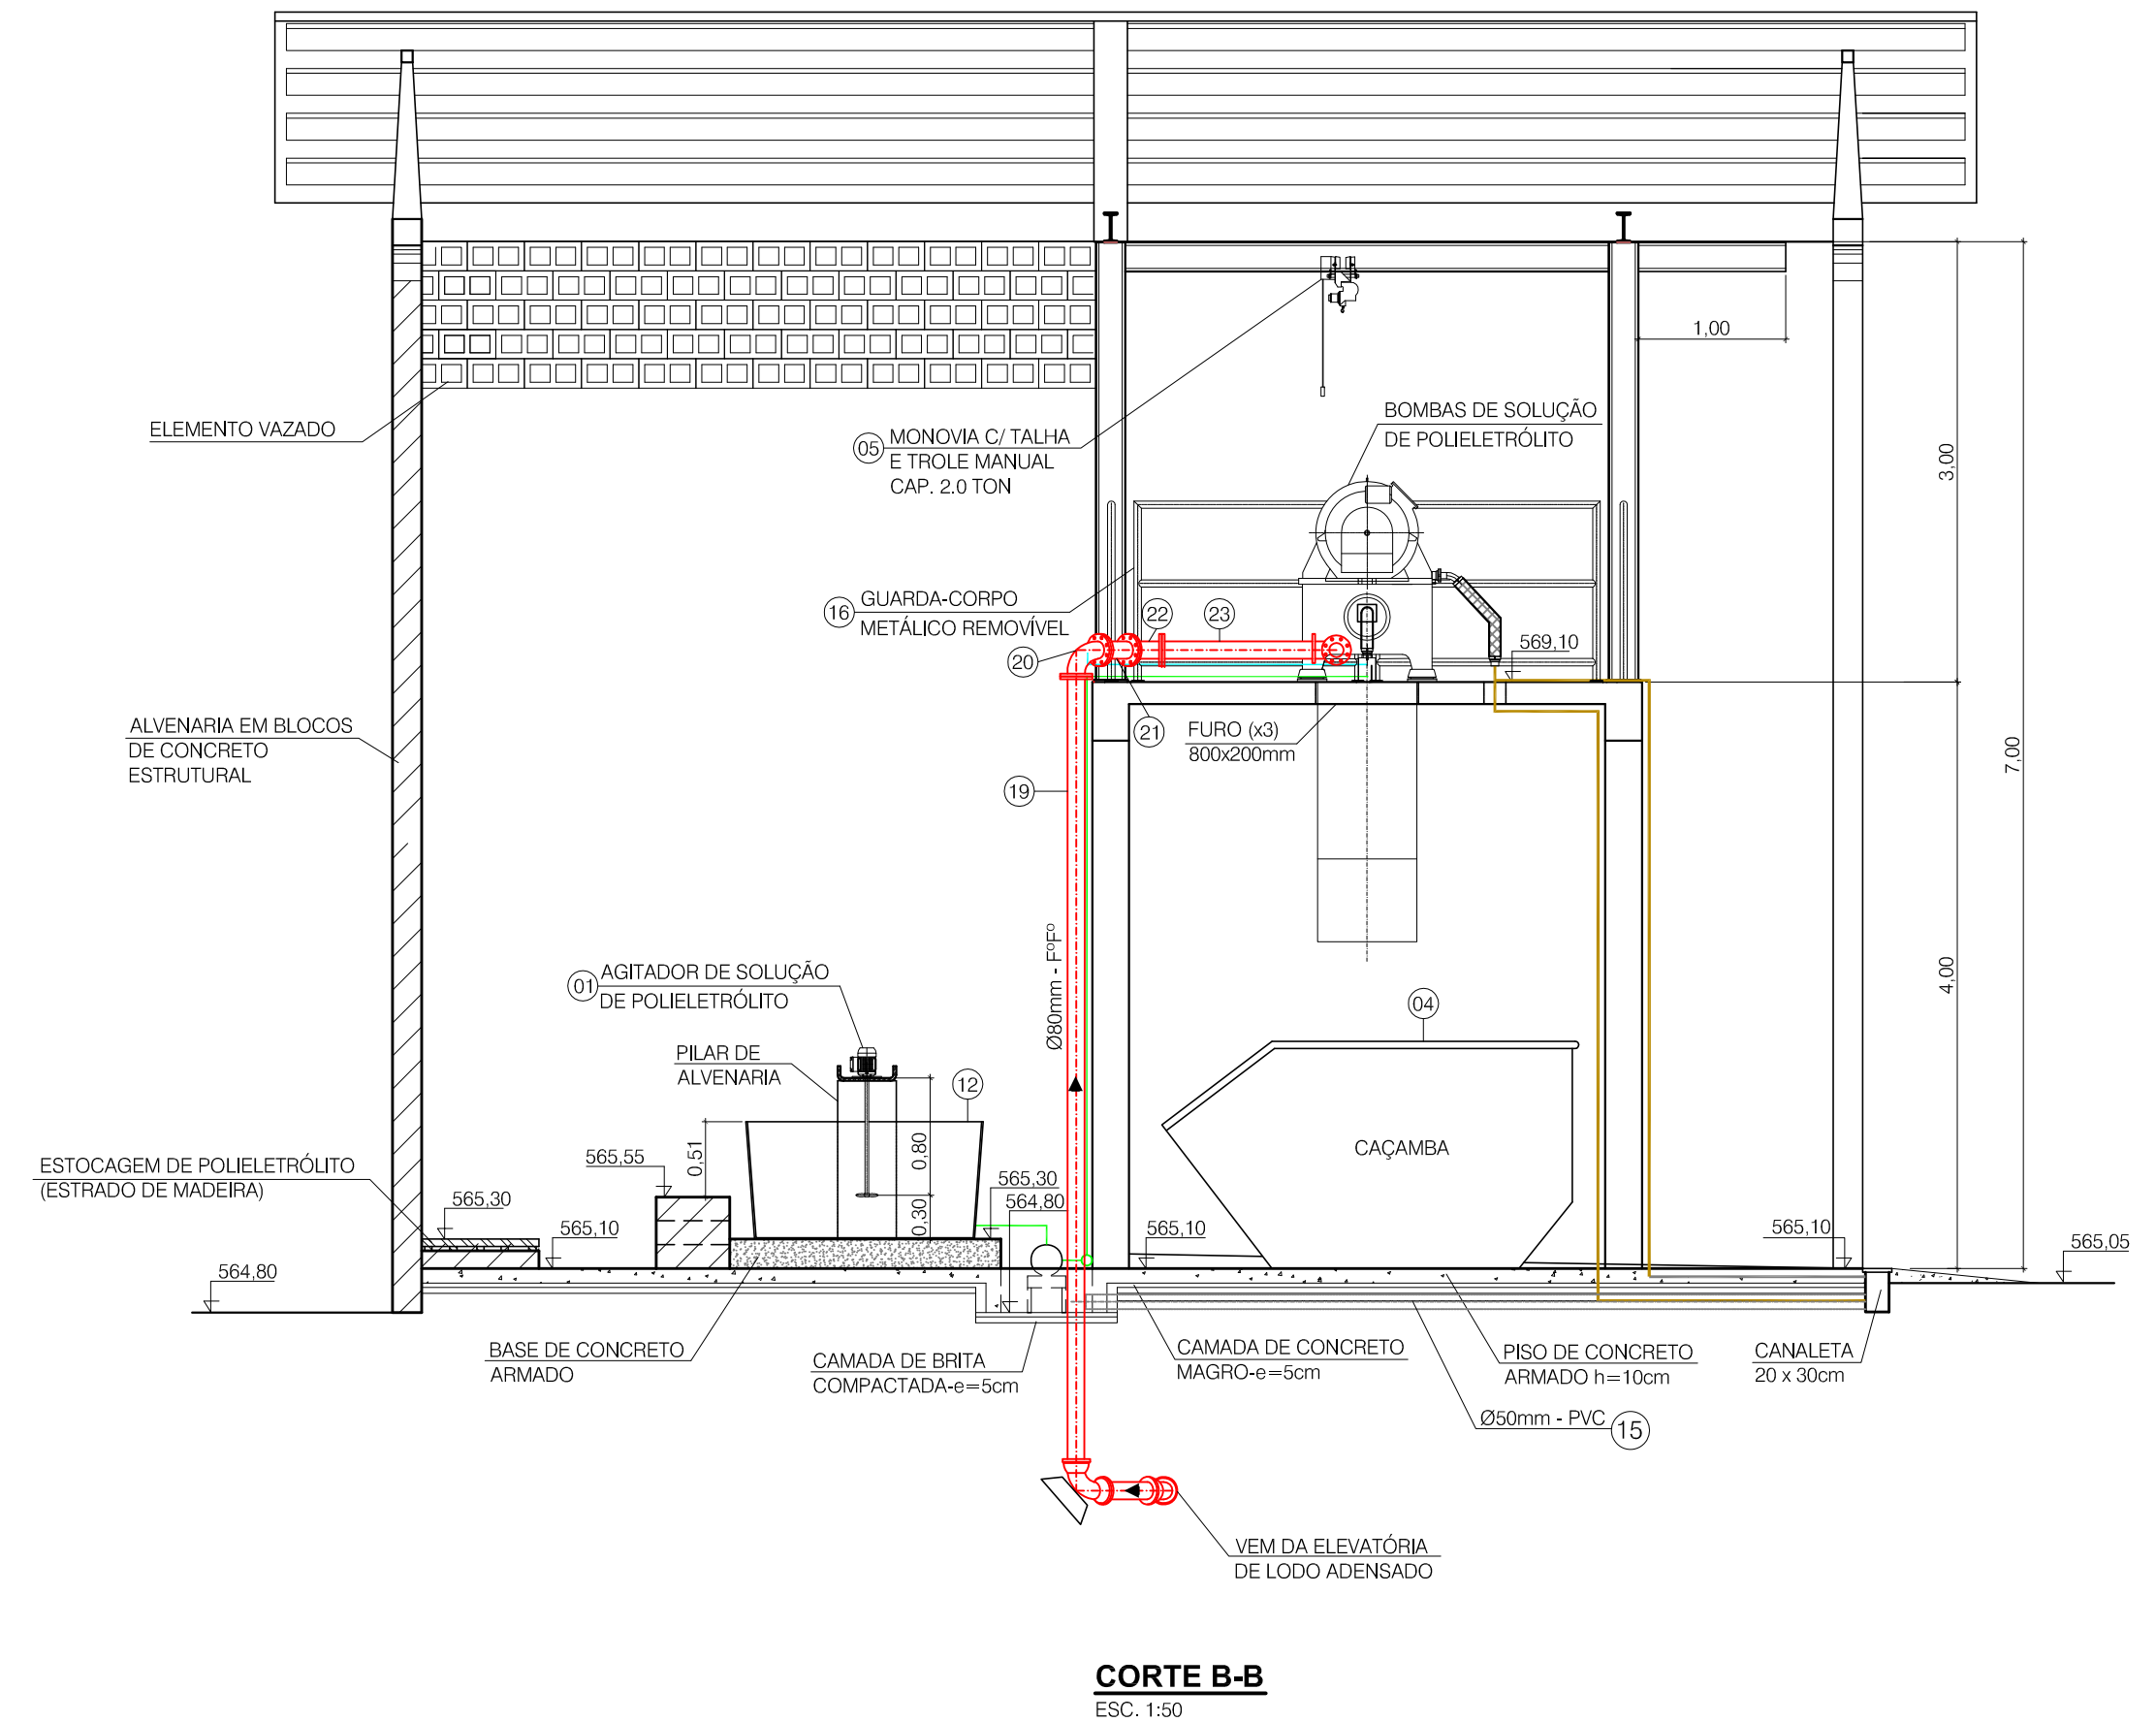 1,00
ELEMENTO VAZADO
05
MONOVIA C/ TALHA
E TROLE MANUAL
CAP. 2.0 TON
BOMBAS DE SOLUÇÃO
DE POLIELETRÓLITO
3,00
16
GUARDA-CORPO
METÁLICO REMOVÍVEL
22
23
20
569,10
21
FURO (x3)
800x200mm
ALVENARIA EM BLOCOS
DE CONCRETO
ESTRUTURAL
7,00
19
4,00
Ø80mm - FºFº
01
AGITADOR DE SOLUÇÃO
DE POLIELETRÓLITO
04
PILAR DE
ALVENARIA
12
CAÇAMBA
0,51
0,80
0,30
ESTOCAGEM DE POLIELETRÓLITO
(ESTRADO DE MADEIRA)
565,55
565,30
565,10
565,30
564,80
565,10
565,10
565,05
564,80
BASE DE CONCRETO
ARMADO
CAMADA DE BRITA
COMPACTADA-e=5cm
CAMADA DE CONCRETO
MAGRO-e=5cm
PISO DE CONCRETO
ARMADO h=10cm
CANALETA
20 x 30cm
Ø50mm - PVC
15
VEM DA ELEVATÓRIA
DE LODO ADENSADO
CORTE B-B
ESC. 1:50